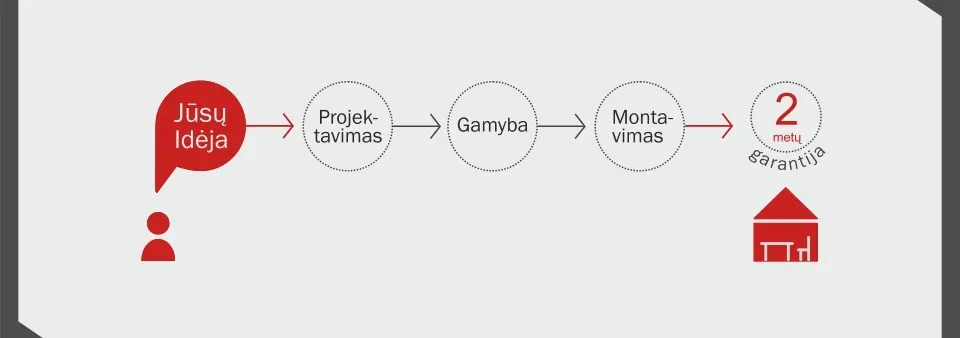 Jūsų
Idėja
Projek-
tavimas
Gamyba
Monta-
vimas
2
metų
garantija